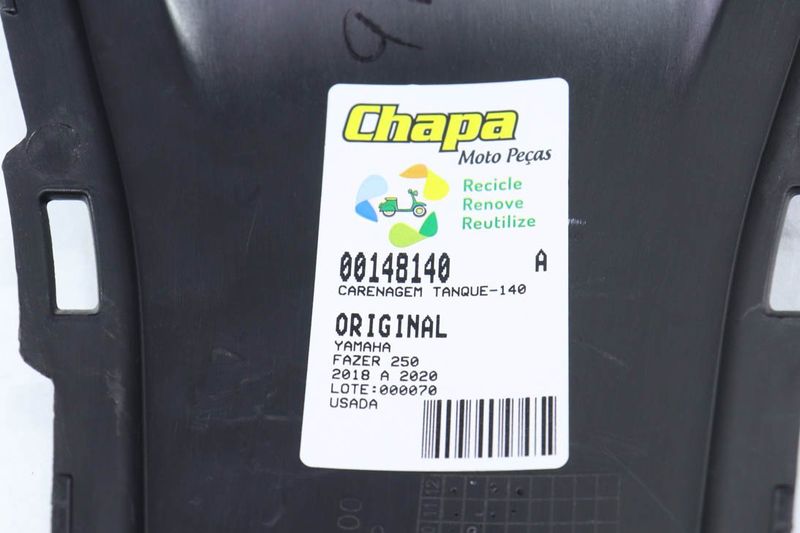 Chapa
Moto Peças
Recicle
Renove
Reutilize
00148140 A
CARENAGEM TANQUE-140
ORIGINAL
YAMAHA
FAZER 250
2018 A 2020
LOTE:000070
USADA